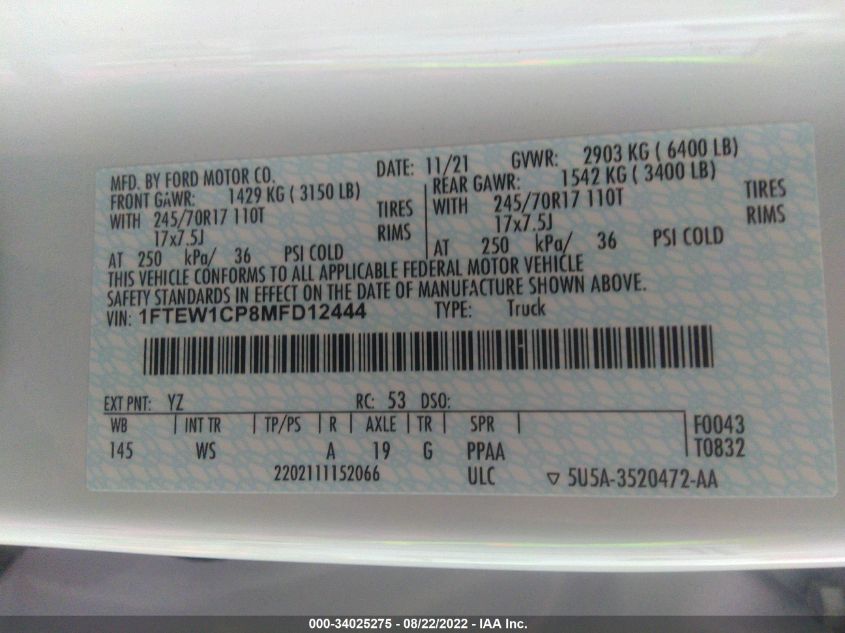 MFD. BY FORD MOTOR CO. DATE: 11/21 GVWR: 2903 KG ( 6400 LB)
FRONT GAWR: 1429 KG ( 3150 LB) REAR GAWR: 1542 KG ( 3400 LB)
WITH 245/70R17 110T TIRES WITH 245/70R17 110T TIRES
17x7.5J RIMS 17x7.5J RIMS
AT 250 kPa/ 36 PSI COLD AT 250 kPa/ 36 PSI COLD
THIS VEHICLE CONFORMS TO ALL APPLICABLE FEDERAL MOTOR VEHICLE
SAFETY STANDARDS IN EFFECT ON THE DATE OF MANUFACTURE SHOWN ABOVE.
VIN: 1FTEW1CP8MFD12444 TYPE: Truck
EXT PNT: YZ RC: 53 DSO:
WB | INT TR | TP/PS | R | AXLE | TR | SPR | F0043
145 WS A 19 G PPAA T0832
2202111152066 ULC ▽ 5U5A-3520472-AA
000-34025275 - 08/22/2022 - IAA Inc.